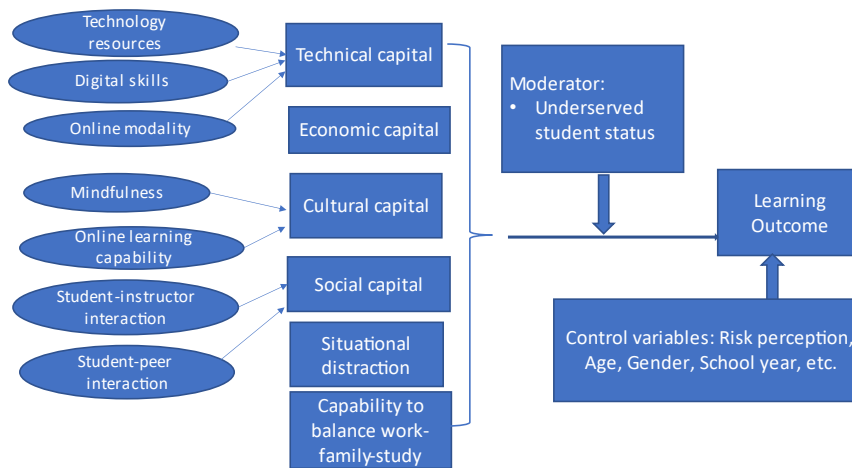 Technology
resources
Digital skills
Online modality
Mindfulness
Online learning
capability
Student-instructor
interaction
Student-peer
interaction
Technical capital
Economic capital
Cultural capital
Social capital
Situational
distraction
Capability to
balance work-
family-study
Moderator:
• Underserved
student status
Learning
Outcome
Control variables: Risk perception,
Age, Gender, School year, etc.